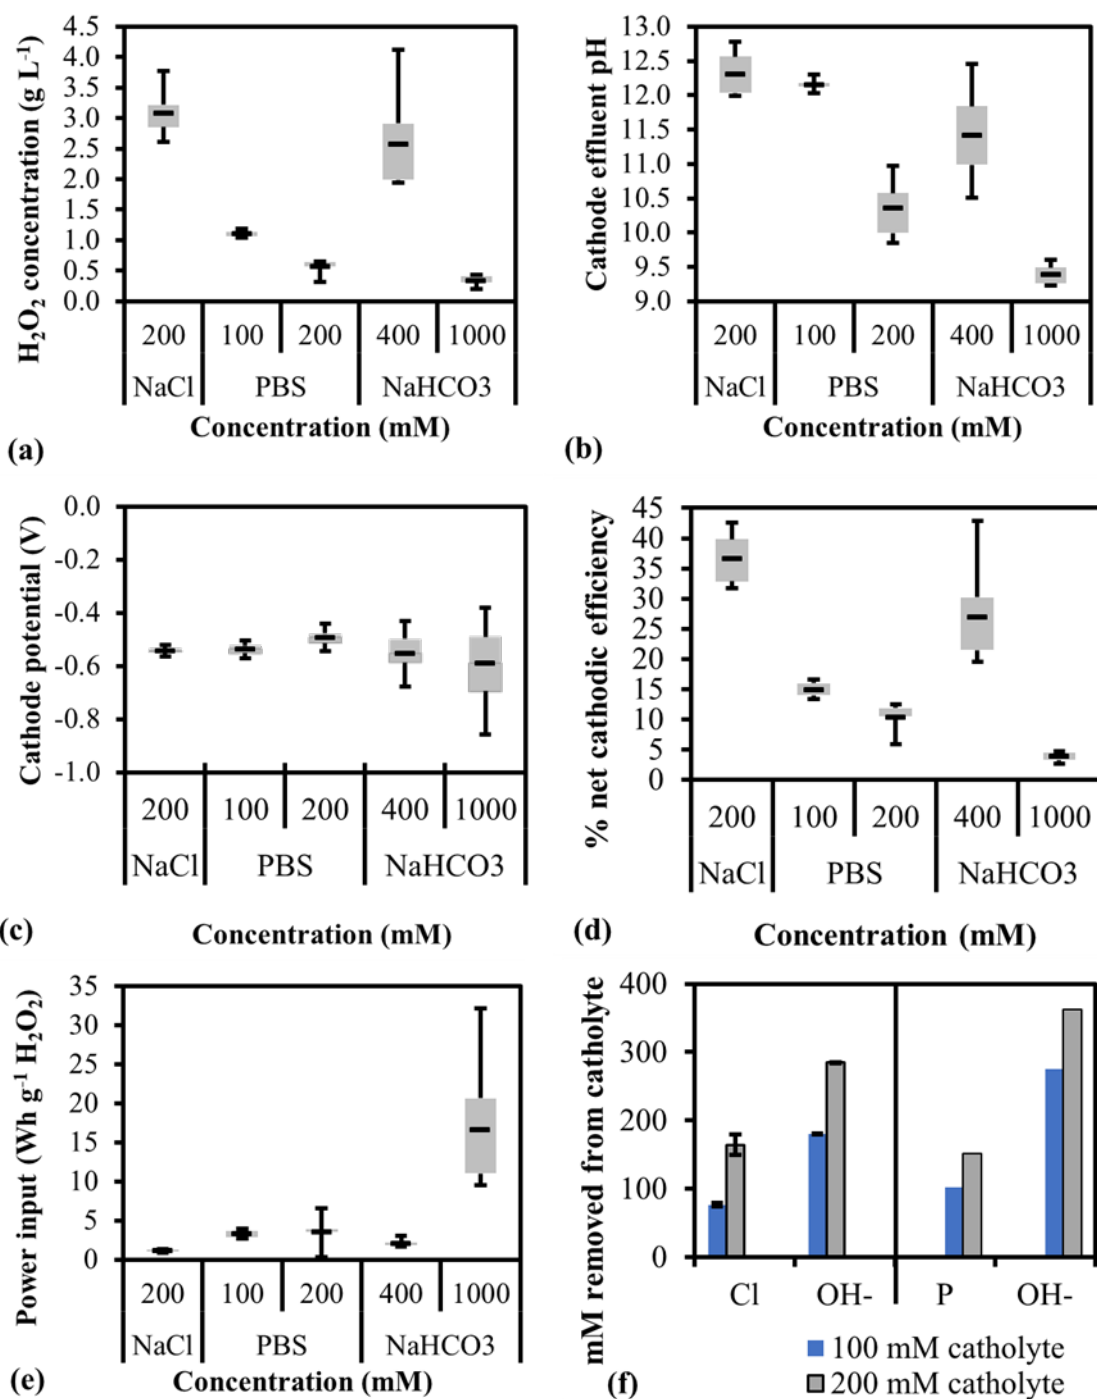 H₂O₂ concentration (g L⁻¹)
4.5
4.0
3.5
3.0
2.5
2.0
1.5
1.0
0.5
0.0
200 100 200 400 1000
NaCl PBS NaHCO3
Concentration (mM)
(a)
Cathode effluent pH
13.0
12.5
12.0
11.5
11.0
10.5
10.0
9.5
9.0
200 100 200 400 1000
NaCl PBS NaHCO3
Concentration (mM)
(b)
Cathode potential (V)
0.0
-0.2
-0.4
-0.6
-0.8
-1.0
200 100 200 400 1000
NaCl PBS NaHCO3
Concentration (mM)
(c)
% net cathodic efficiency
45
40
35
30
25
20
15
10
5
0
200 100 200 400 1000
NaCl PBS NaHCO3
Concentration (mM)
(d)
Power input (Wh g⁻¹ H₂O₂)
35
30
25
20
15
10
5
0
200 100 200 400 1000
NaCl PBS NaHCO3
Concentration (mM)
(e)
mM removed from catholyte
400
300
200
100
0
Cl OH- P OH-
100 mM catholyte
200 mM catholyte
(f)